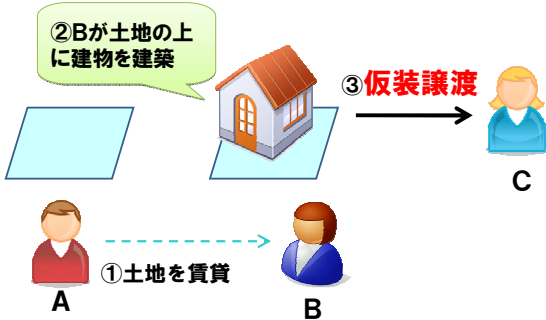 ②Bが土地の上
に建物を建築
③仮装譲渡
C
①土地を賃貸
A
B